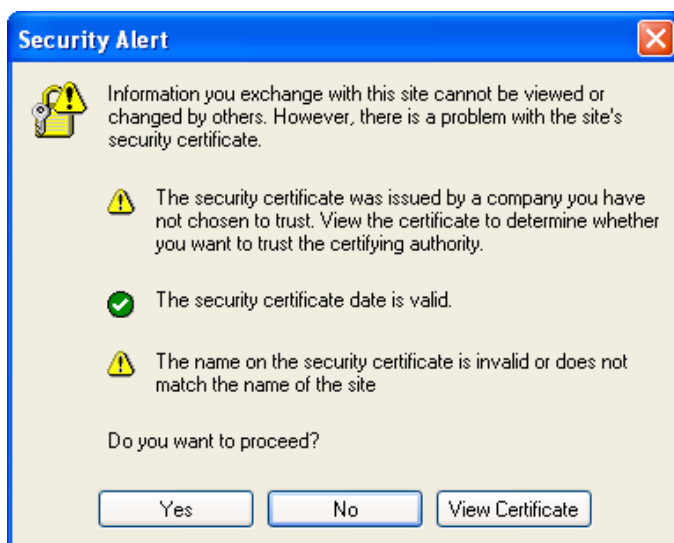 Security Alert
Information you exchange with this site cannot be viewed or
changed by others. However, there is a problem with the site's
security certificate.
The security certificate was issued by a company you have
not chosen to trust. View the certificate to determine whether
you want to trust the certifying authority.
The security certificate date is valid.
The name on the security certificate is invalid or does not
match the name of the site
Do you want to proceed?
Yes No View Certificate